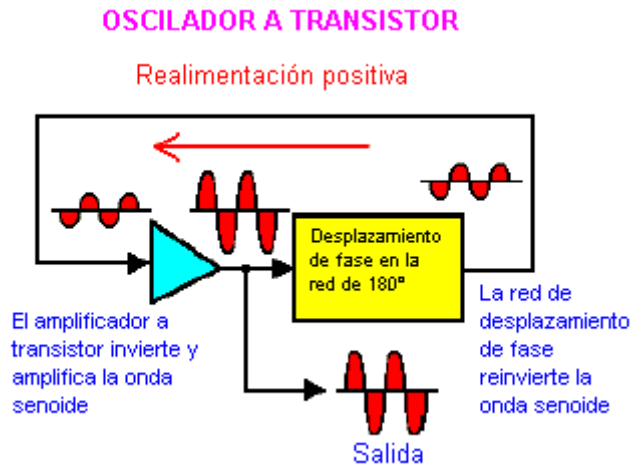 OSCILADOR A TRANSISTOR
Realimentación positiva
Desplazamiento
de fase en la
red de 180º
El amplificador a
transistor invierte y
amplifica la onda
senoide
La red de
desplazamiento
de fase
reinvierte la
onda senoide
Salida